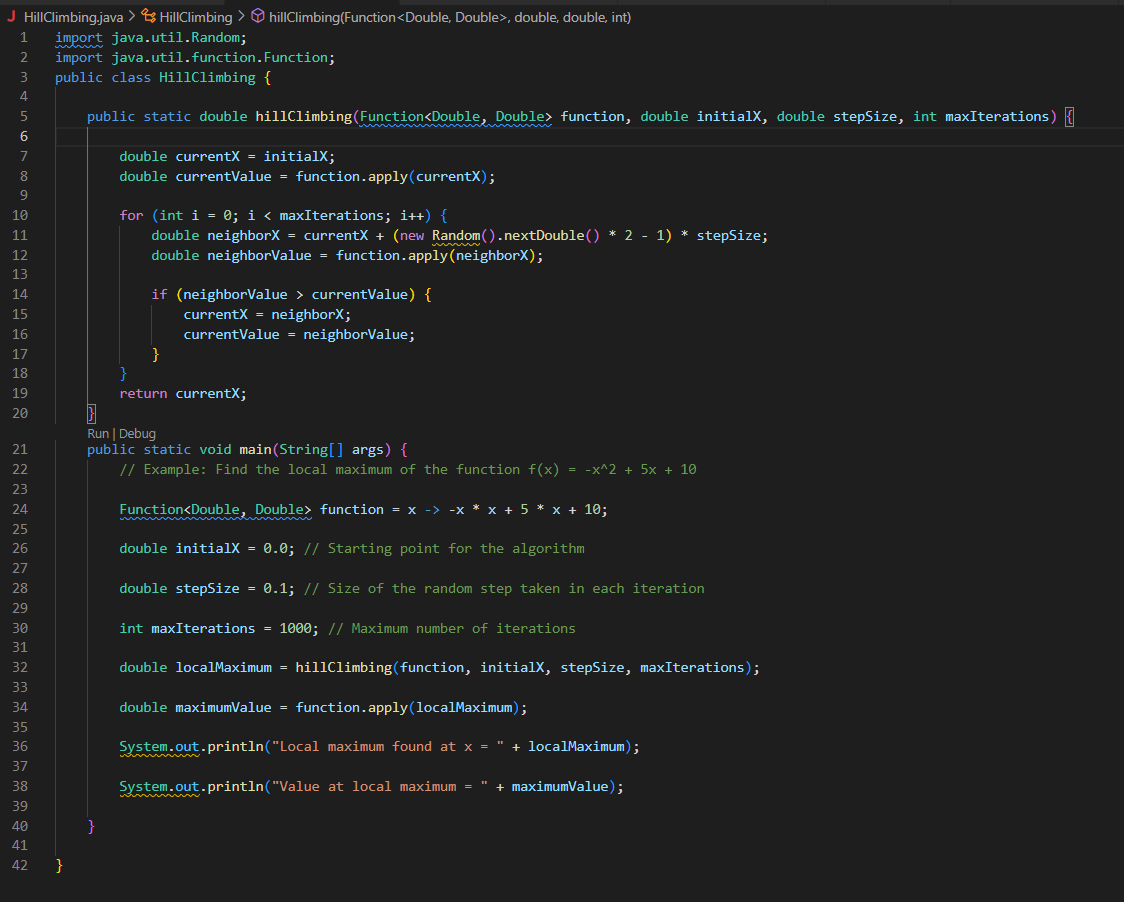 J HillClimbing.java > HillClimbing > hillClimbing(Function<Double, Double>, double, double, int)
1 import java.util.Random;
2 import java.util.function.Function;
3 public class HillClimbing {
4
5 public static double hillClimbing(Function<Double, Double> function, double initialX, double stepSize, int maxIterations) {
6
7 double currentX = initialX;
8 double currentValue = function.apply(currentX);
9
10 for (int i = 0; i < maxIterations; i++) {
11 double neighborX = currentX + (new Random().nextDouble() * 2 - 1) * stepSize;
12 double neighborValue = function.apply(neighborX);
13
14 if (neighborValue > currentValue) {
15 currentX = neighborX;
16 currentValue = neighborValue;
17 }
18 }
19 return currentX;
20 }
Run | Debug
21 public static void main(String[] args) {
22 // Example: Find the local maximum of the function f(x) = -x^2 + 5x + 10
23
24 Function<Double, Double> function = x -> -x * x + 5 * x + 10;
25
26 double initialX = 0.0; // Starting point for the algorithm
27
28 double stepSize = 0.1; // Size of the random step taken in each iteration
29
30 int maxIterations = 1000; // Maximum number of iterations
31
32 double localMaximum = hillClimbing(function, initialX, stepSize, maxIterations);
33
34 double maximumValue = function.apply(localMaximum);
35
36 System.out.println("Local maximum found at x = " + localMaximum);
37
38 System.out.println("Value at local maximum = " + maximumValue);
39
40 }
41
42 }